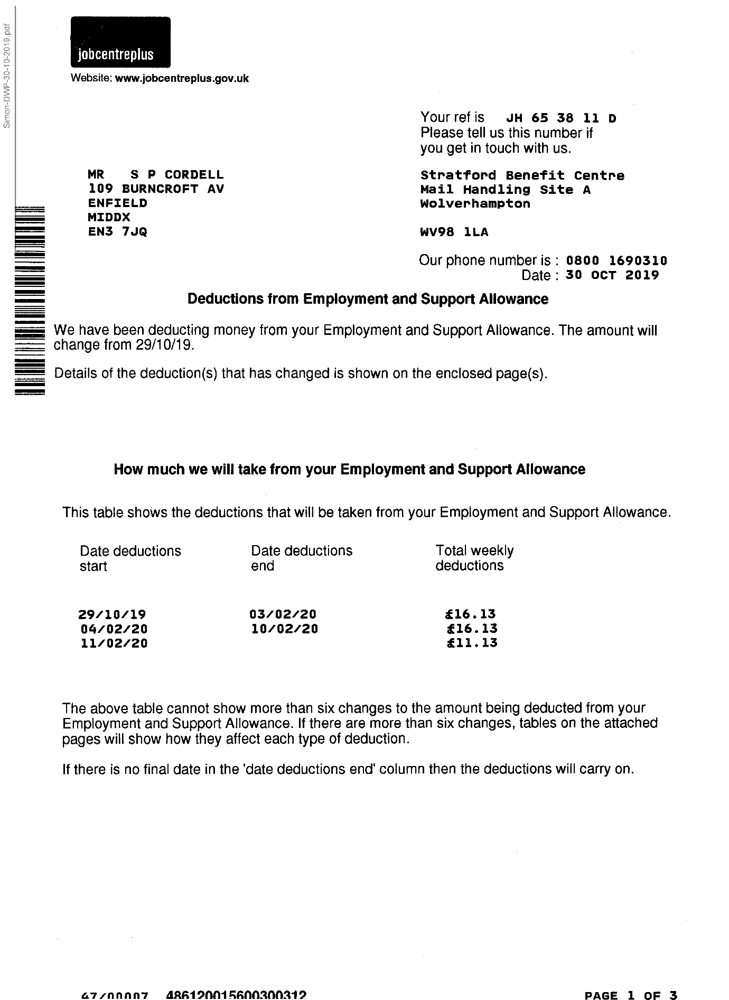 Simon-DWP-30-10-2019.pdf
jobcentreplus
Website: www.jobcentreplus.gov.uk
Your ref is JH 65 38 11 D
Please tell us this number if
you get in touch with us.
MR S P CORDELL
109 BURNCROFT AV
ENFIELD
MIDDX
EN3 7JQ
Stratford Benefit Centre
Mail Handling Site A
Wolverhampton
WV98 1LA
Our phone number is : 0800 1690310
Date : 30 OCT 2019
Deductions from Employment and Support Allowance
We have been deducting money from your Employment and Support Allowance. The amount will
change from 29/10/19.
Details of the deduction(s) that has changed is shown on the enclosed page(s).
How much we will take from your Employment and Support Allowance
This table shows the deductions that will be taken from your Employment and Support Allowance.
Date deductions start
Date deductions end
Total weekly deductions
29/10/19 03/02/20 £16.13
04/02/20 10/02/20 £16.13
11/02/20 £11.13
The above table cannot show more than six changes to the amount being deducted from your
Employment and Support Allowance. If there are more than six changes, tables on the attached
pages will show how they affect each type of deduction.
If there is no final date in the 'date deductions end' column then the deductions will carry on.
486120015600300312
PAGE 1 OF 3